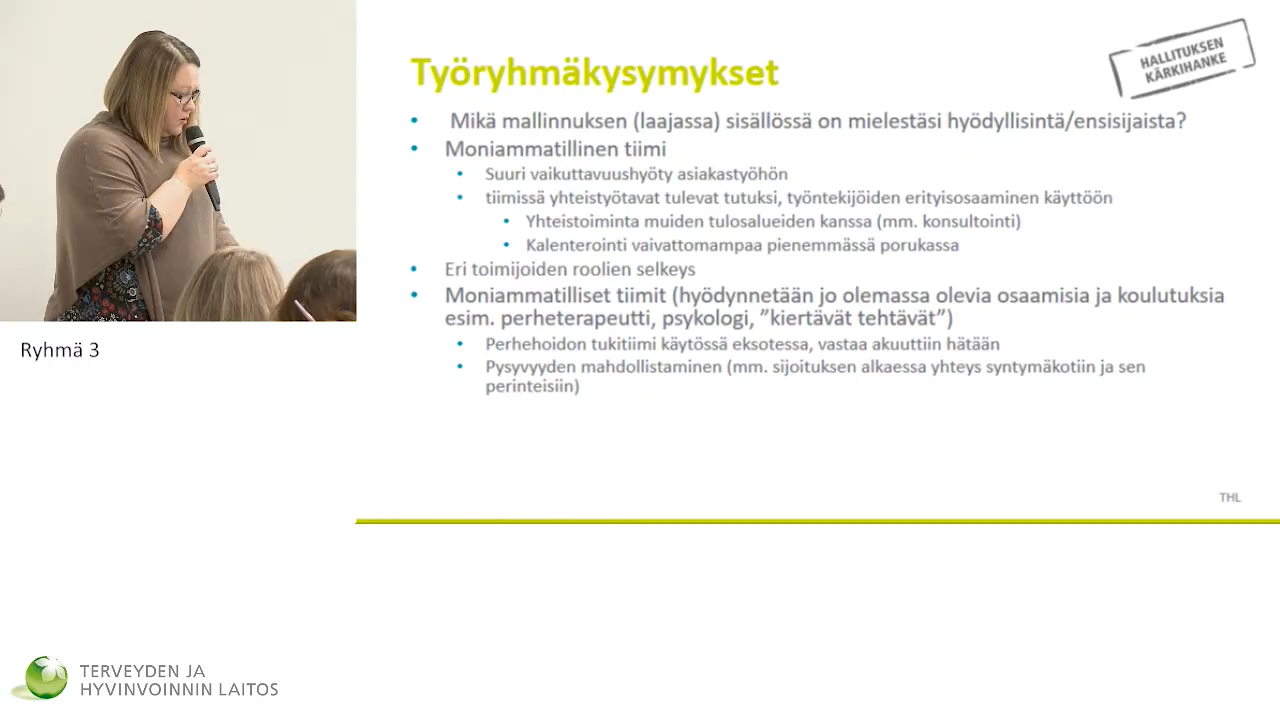 Työryhmäkysymykset
HALLITUKSEN
KÄRKIHANKE
• Mikä mallinnuksen (laajassa) sisällössä on mielestäsi hyödyllisintä/ensisijaista?
• Moniammatillinen tiimi
• Suuri vaikuttavuushyöty asiakastyöhön
• tiimissä yhteistyötavat tulevat tutuksi, työntekijöiden erityisosaaminen käyttöön
• Yhteistoiminta muiden tulosalueiden kanssa (mm. konsultointi)
• Kalenterointi vaivattomampaa pienemmässä porukassa
• Eri toimijoiden roolien selkeys
• Moniammatilliset tiimit (hyödynnetään jo olemassa olevia osaamisia ja koulutuksia
esim. perheterapeutti, psykologi, ”kiertävät tehtävät”)
• Perhehoidon tukitiimi käytössä eksotessa, vastaa akuuttiin hätään
• Pysyvyyden mahdollistaminen (mm. sijoituksen alkaessa yhteys syntymäkotiin ja sen
perinteisiin)
THL
Ryhmä 3
TERVEYDEN JA
HYVINVOINNIN LAITOS